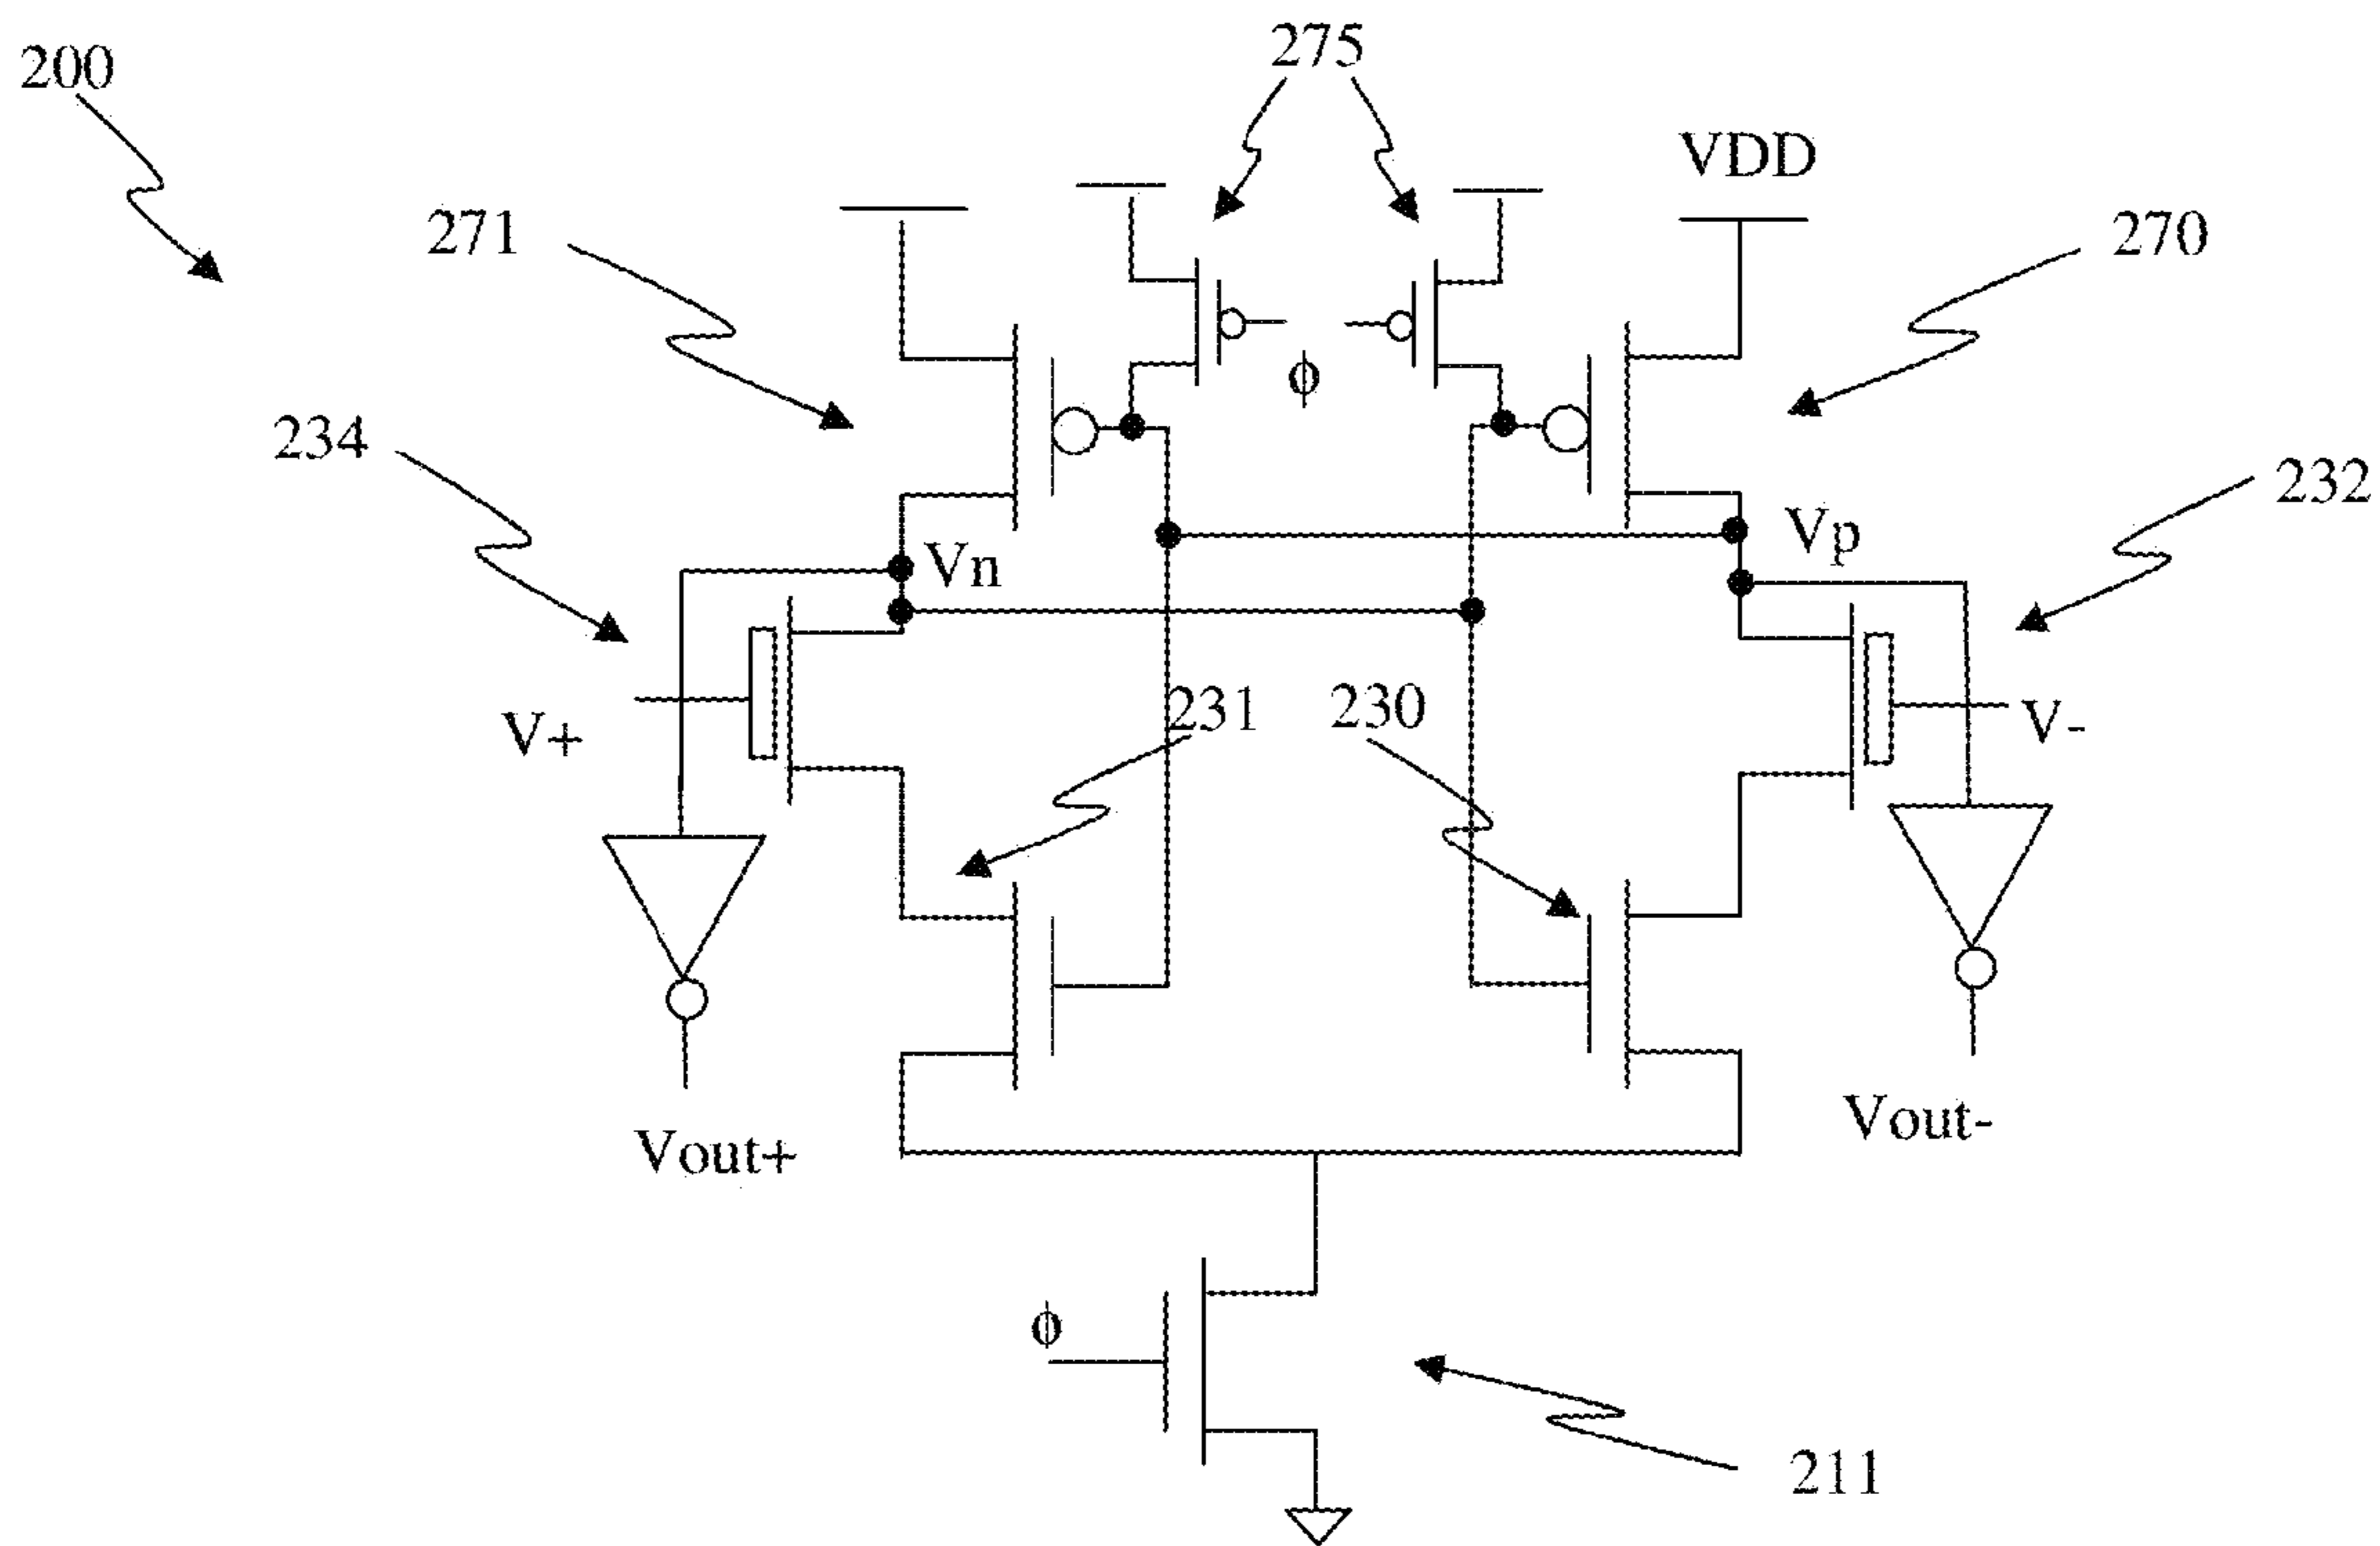 200
275
VDD
271
270
234
232
Vn
Vp
ϕ
V+
231
230
V-
Vout+
Vout-
ϕ
211